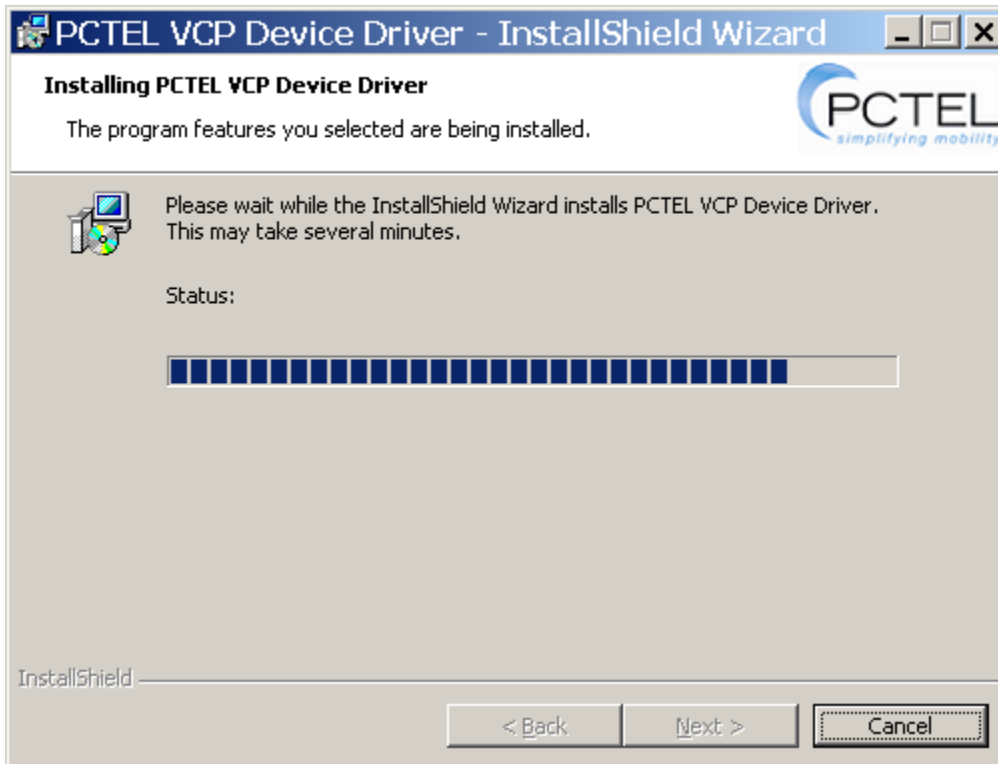 PCTEL VCP Device Driver - InstallShield Wizard
Installing PCTEL VCP Device Driver
The program features you selected are being installed.
PCTEL
simplifying mobility
Please wait while the InstallShield Wizard installs PCTEL VCP Device Driver.
This may take several minutes.
Status:
InstallShield
< Back Next > Cancel